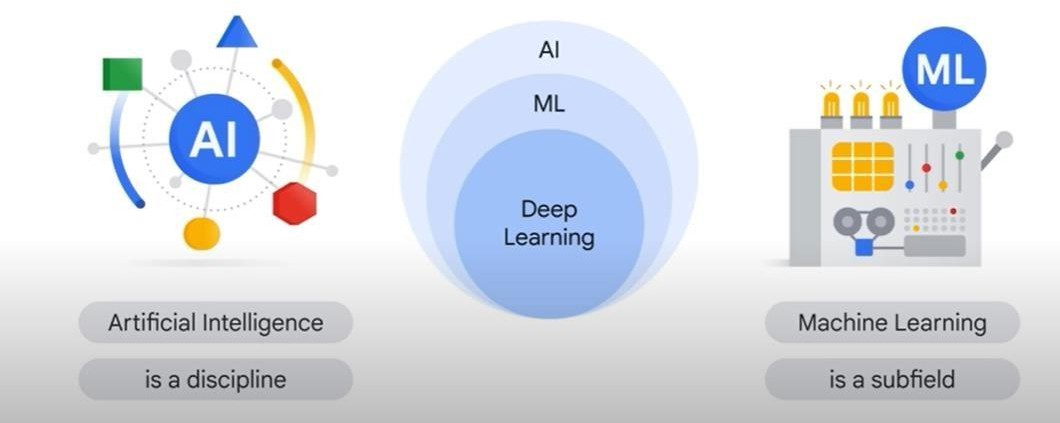 AI
Artificial Intelligence
is a discipline
AI
ML
Deep
Learning
ML
Machine Learning
is a subfield